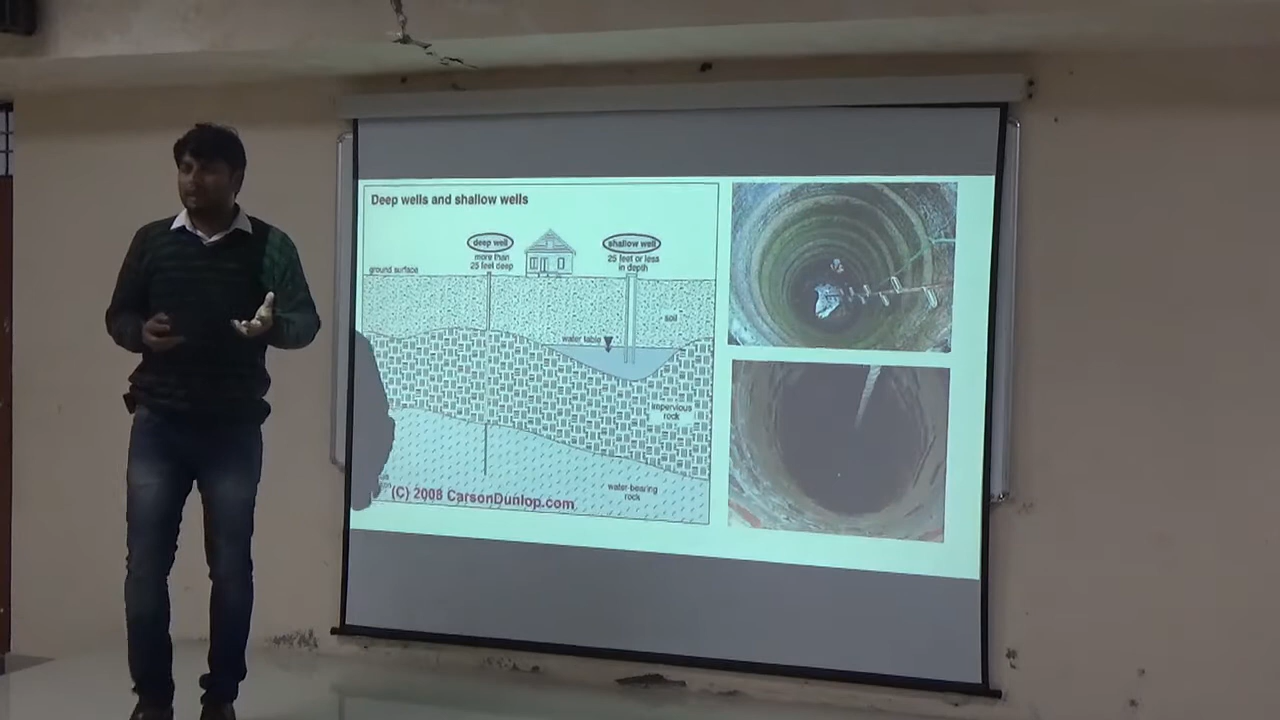 Deep wells and shallow wells
deep well
more than
25 feet deep
shallow well
25 feet or less
in depth
ground surface
soil
water table
impervious
rock
water-bearing
rock
(C) 2008 CarsonDunlop.com